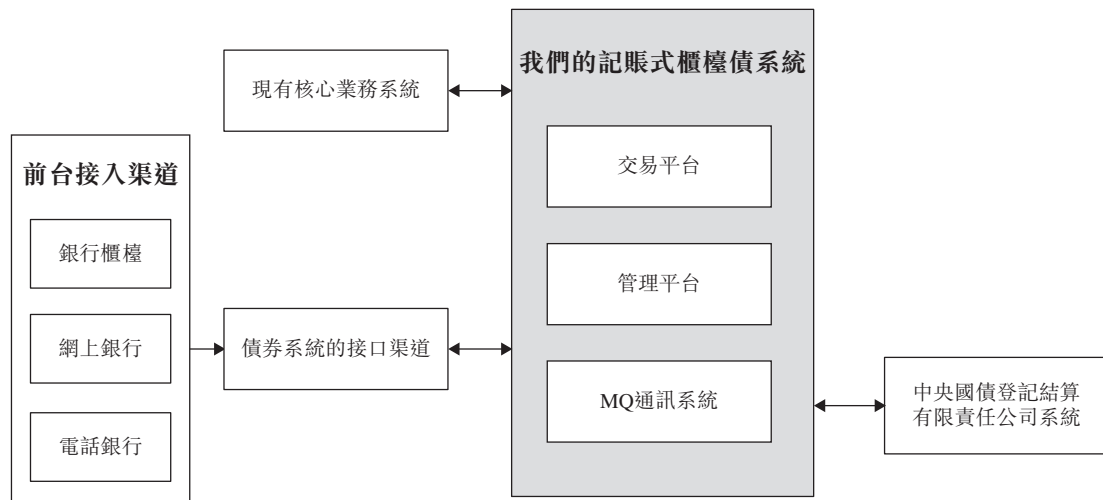 現有核心業務系統
前台接入渠道
銀行櫃檯
網上銀行
電話銀行
債券系統的接口渠道
我們的記賬式櫃檯債系統
交易平台
管理平台
MQ通訊系統
中央國債登記結算
有限責任公司系統